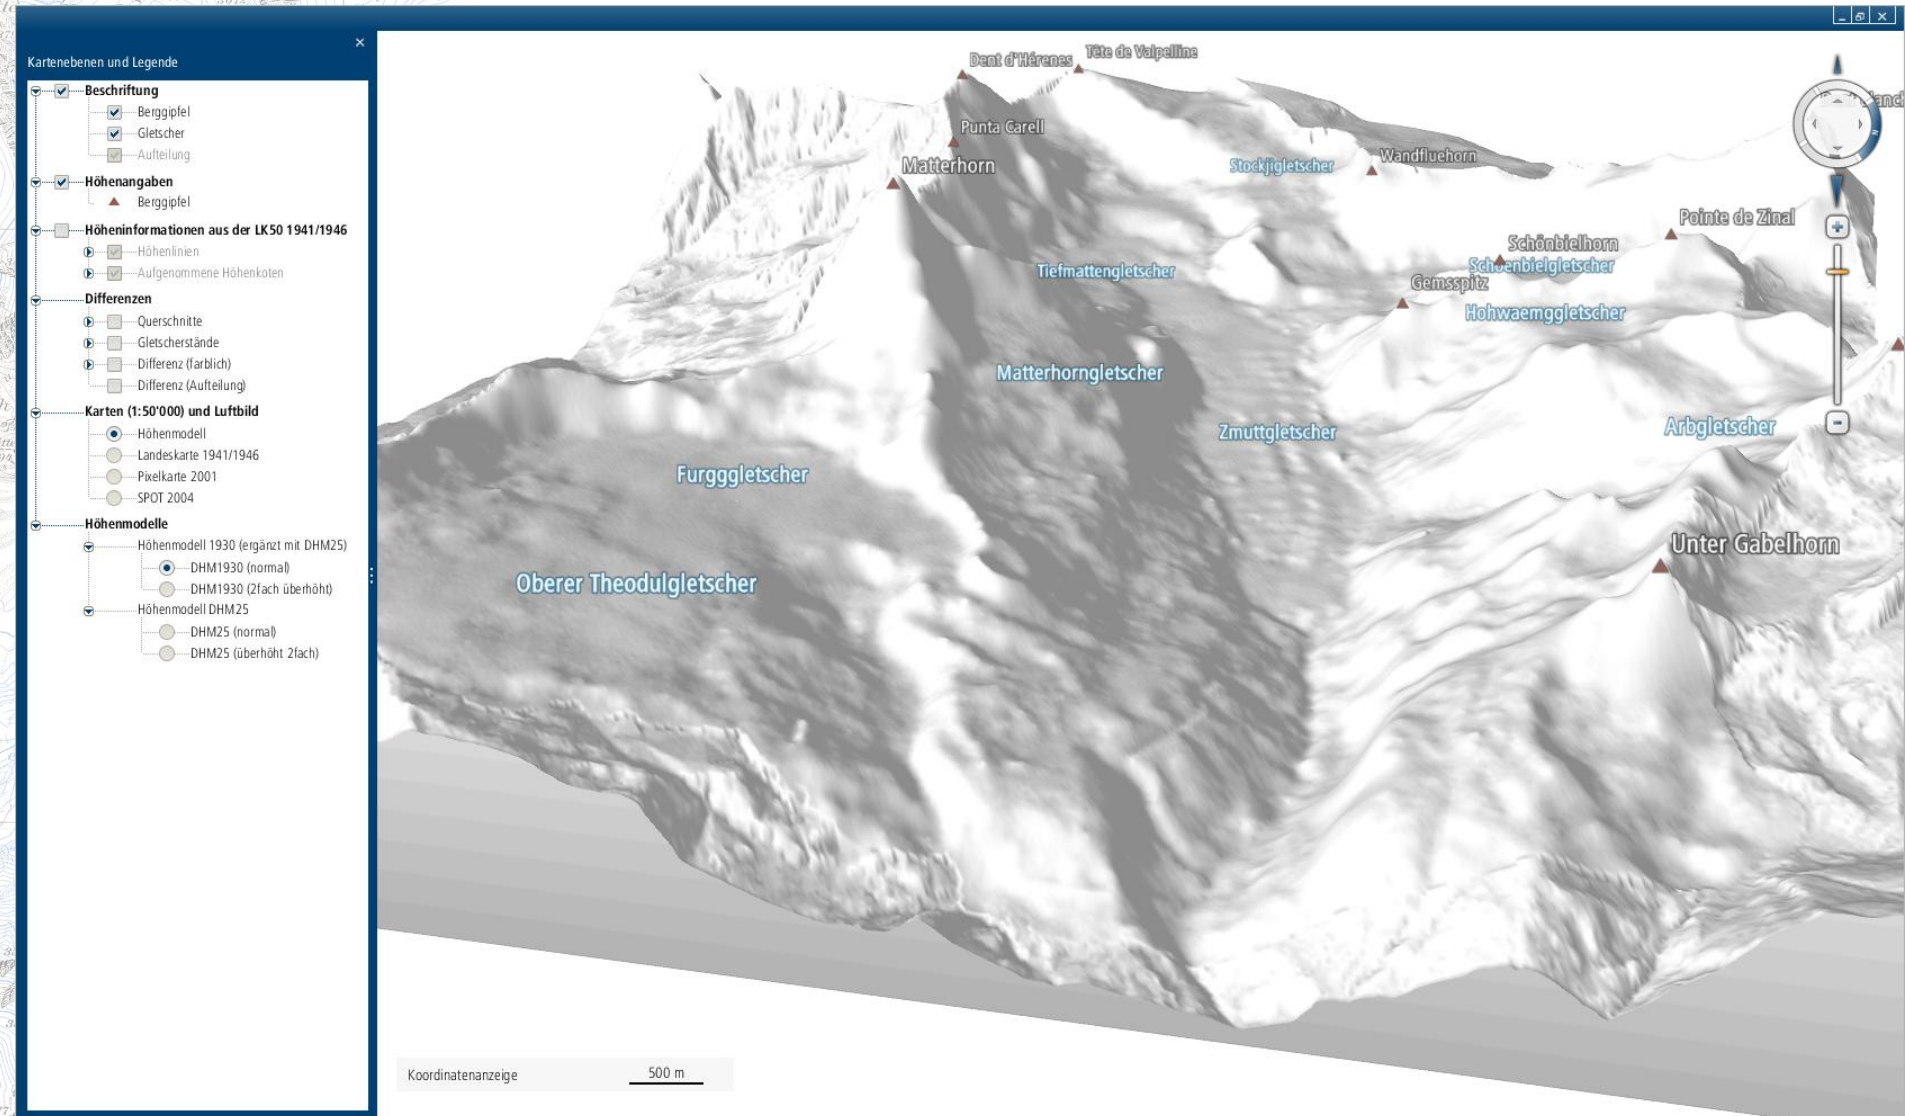 Kartenebenen und Legende
Beschriftung
Berggipfel
Gletscher
Aufteilung
Höhenangaben
Berggipfel
Höheninformationen aus der LK50 1941/1946
Höhenlinien
Aufgenommene Höhenkoten
Differenzen
Querschnitte
Gletscherstände
Differenz (farblich)
Differenz (Aufteilung)
Karten (1:50'000) und Luftbild
Höhenmodell
Landeskarte 1941/1946
Pixelkarte 2001
SPOT 2004
Höhenmodelle
Höhenmodell 1930 (ergänzt mit DHM25)
DHM1930 (normal)
DHM1930 (2fach überhöht)
Höhenmodell DHM25
DHM25 (normal)
DHM25 (überhöht 2fach)
Dent d'Hérenes
Tête de Valpelline
Punta Carell
Matterhorn
Stockjigletscher
Wandfluehorn
Pointe de Zinal
Schönbielhorn
Schoenbielgletscher
Tiefmattengletscher
Gemsspitz
Hohwaemggletscher
Matterhorngletscher
Zmuttgletscher
Arbgletscher
Furgggletscher
Unter Gabelhorn
Oberer Theodulgletscher
N
Koordinatenanzeige
500 m